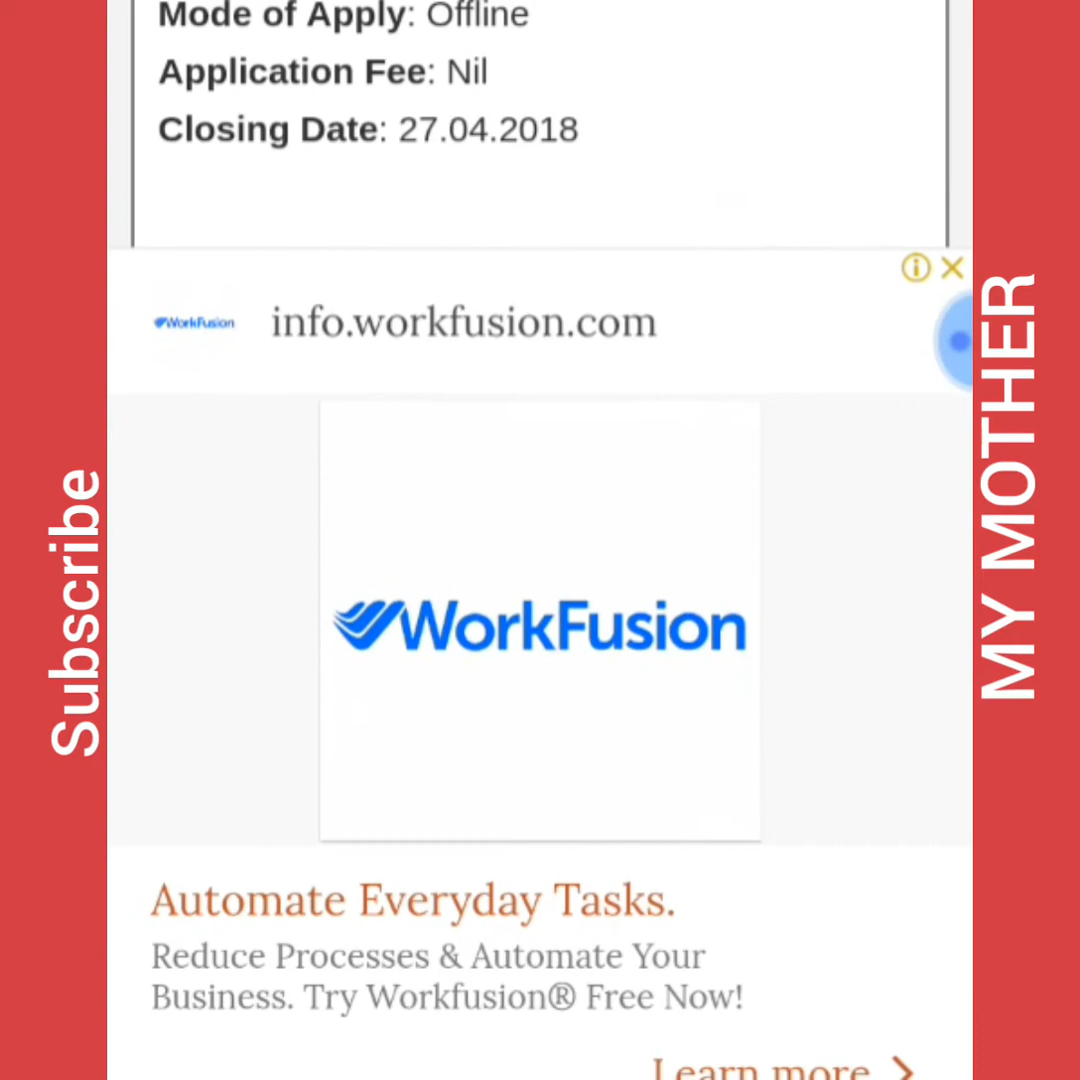 Mode of Apply: Offline
Application Fee: Nil
Closing Date: 27.04.2018
WorkFusion
info.workfusion.com
WorkFusion
Automate Everyday Tasks.
Reduce Processes & Automate Your
Business. Try Workfusion® Free Now!
Learn more
Subscribe
MY MOTHER